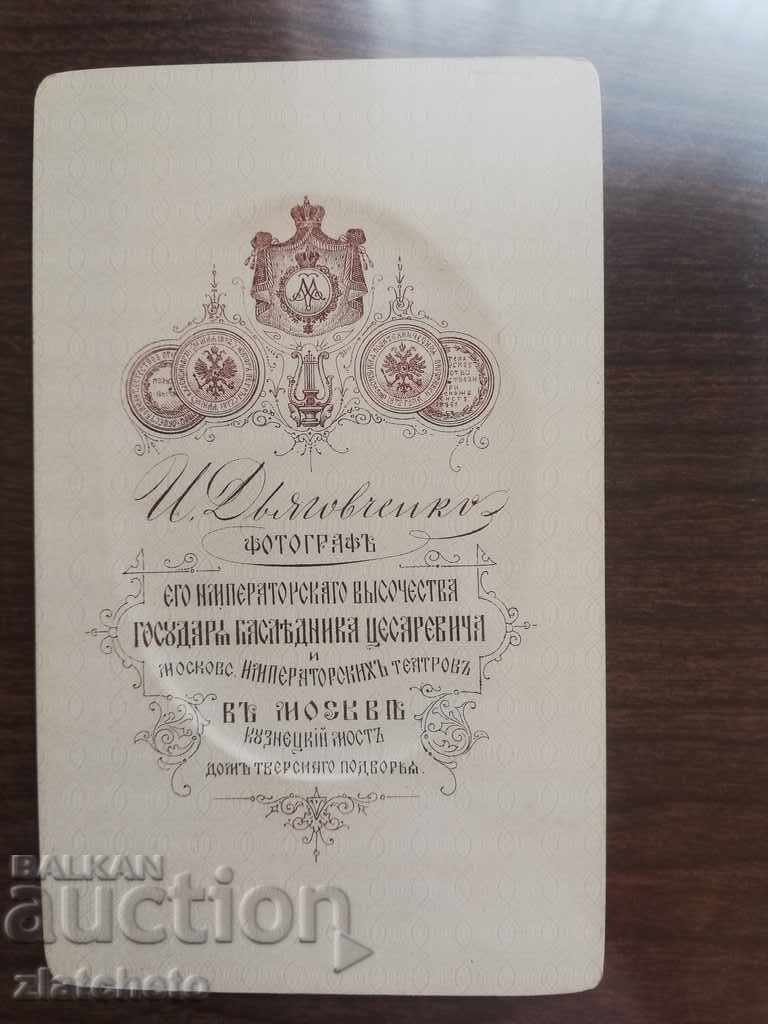 И. Дьяговченко
ФОТОГРАФЪ
ЕГО ИМПЕРАТОРСКАГО ВЫСОЧЕСТВА
ГОСУДАРЯ НАСЛѢДНИКА ЦЕСАРЕВИЧА
И
МОСКОВС. ИМПЕРАТОРСКИХЪ ТЕАТРОВЪ
ВЪ МОСКВѢ
КУЗНЕЦКІЙ МОСТЪ
ДОМЪ ТВЕРСКАГО ПОДВОРЬЯ.
BALKAN
auction
zlatcheto